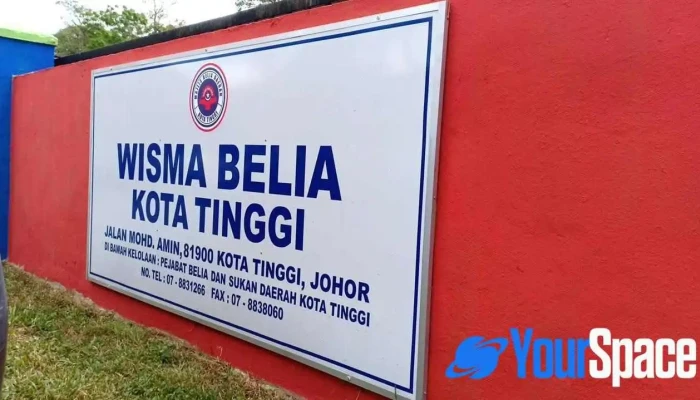 WISMA BELIA
KOTA TINGGI
JALAN MOHD. AMIN, 81900 KOTA TINGGI, JOHOR
DI BAWAH KELOLAAN : PEJABAT BELIA DAN SUKAN DAERAH KOTA TINGGI
NO. TEL : 07 - 8831266 FAX : 07 - 8838060
YourSpace